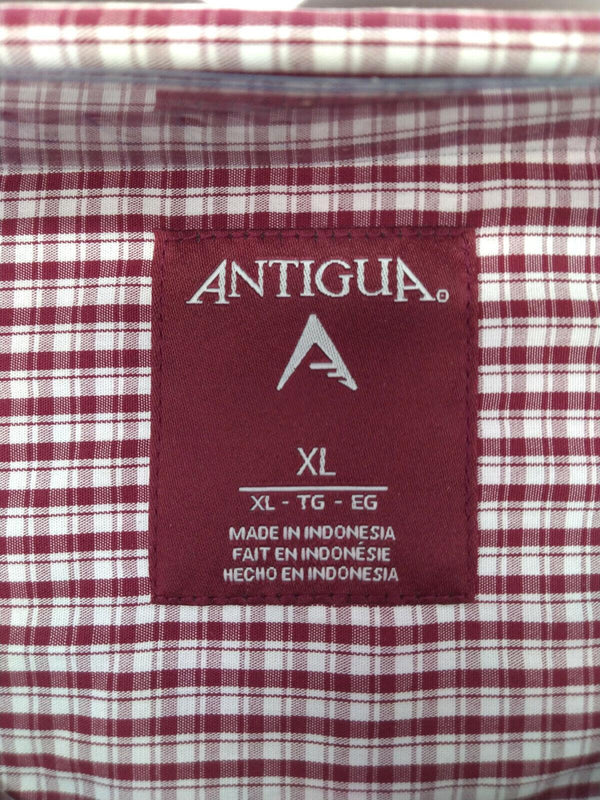 ANTIGUA®
XL
XL - TG - EG
MADE IN INDONESIA
FAIT EN INDONÉSIE
HECHO EN INDONESIA